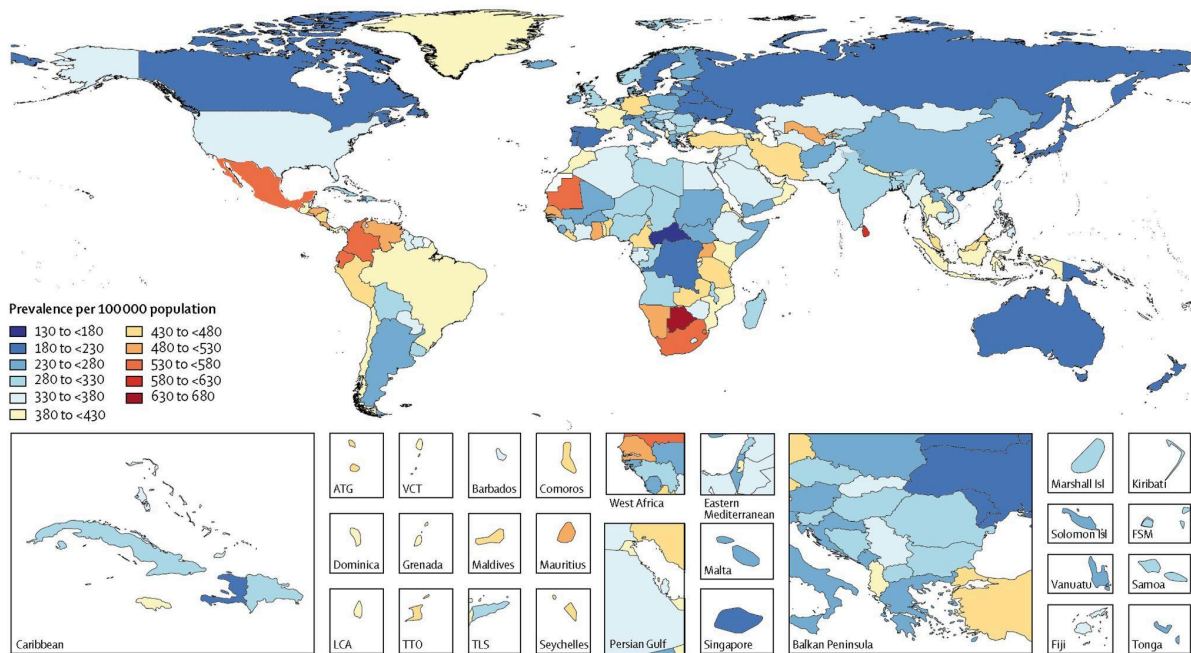 Prevalence per 100 000 population
130 to <180
180 to <230
230 to <280
280 to <330
330 to <380
380 to <430
430 to <480
480 to <530
530 to <580
580 to <630
630 to 680
Caribbean
ATG
VCT
Barbados
Comoros
Dominica
Grenada
Maldives
Mauritius
LCA
TTO
TLS
Seychelles
West Africa
Eastern
Mediterranean
Persian Gulf
Malta
Singapore
Balkan Peninsula
Marshall Isl
Kiribati
Solomon Isl
FSM
Vanuatu
Samoa
Fiji
Tonga